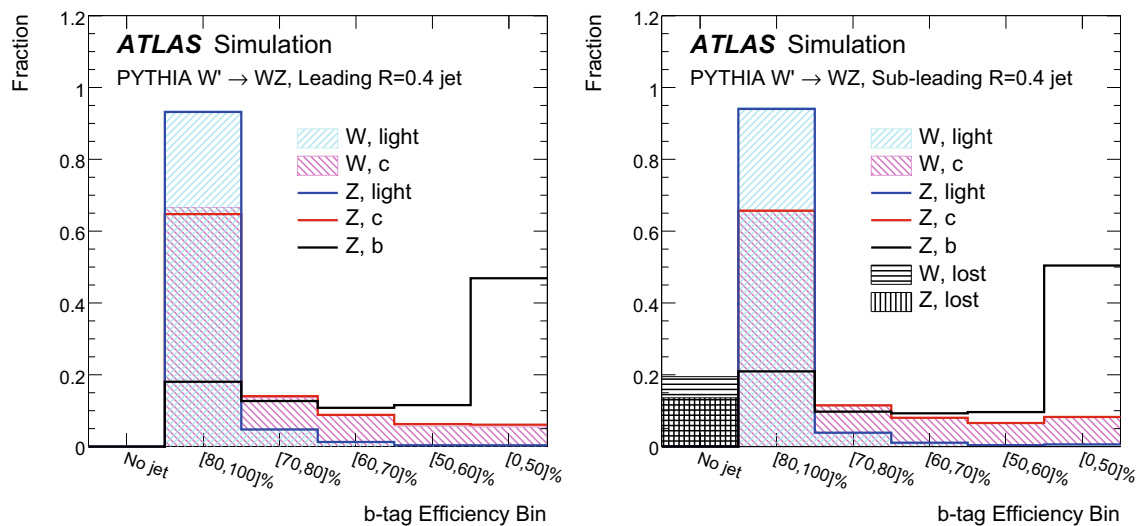 Fraction
1.2
1
0.8
0.6
0.4
0.2
0
ATLAS Simulation
PYTHIA W' → WZ, Leading R=0.4 jet
W, light
W, c
Z, light
Z, c
Z, b
No jet
[80,100]%
[70,80]%
[60,70]%
[50,60]%
[0,50]%
b-tag Efficiency Bin
Fraction
1.2
1
0.8
0.6
0.4
0.2
0
ATLAS Simulation
PYTHIA W' → WZ, Sub-leading R=0.4 jet
W, light
W, c
Z, light
Z, c
Z, b
W, lost
Z, lost
No jet
[80,100]%
[70,80]%
[60,70]%
[50,60]%
[0,50]%
b-tag Efficiency Bin